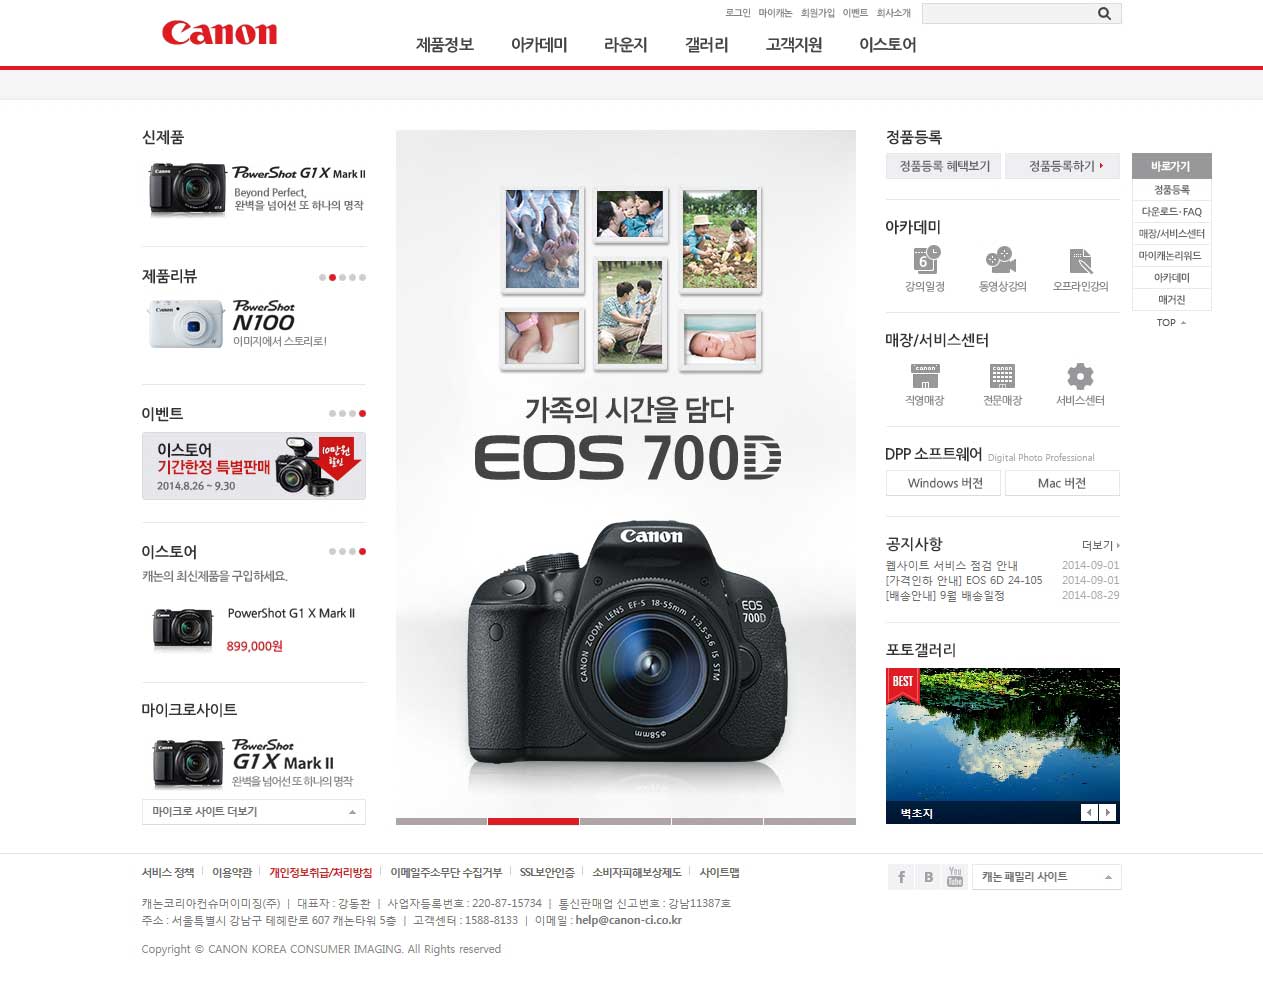 로그인 마이캐논 회원가입 이벤트 회사소개
Canon
제품정보 아카데미 라운지 갤러리 고객지원 이스토어
신제품
Canon
PowerShot G1 X Mark II
Beyond Perfect,
완벽을 넘어선 또 하나의 명작
제품리뷰
Canon
PowerShot
N100
이미지에서 스토리로!
이벤트
이스토어
기간한정 특별판매
2014.8.26 ~ 9.30
10만원
할인
이스토어
캐논의 최신제품을 구입하세요.
PowerShot G1 X Mark II
899,000원
마이크로사이트
Canon
PowerShot
G1 X Mark II
완벽을 넘어선 또 하나의 명작
마이크로 사이트 더보기
가족의 시간을 담다
EOS 700D
Canon
EOS
700D
CANON ZOOM LENS EF-S 18-55mm 1:3.5-5.6 IS STM
φ58mm
정품등록
정품등록 혜택보기 정품등록하기
아카데미
6
강의일정 동영상강의 오프라인강의
매장/서비스센터
canon canon
직영매장 전문매장 서비스센터
DPP 소프트웨어 Digital Photo Professional
Windows 버전 Mac 버전
공지사항 더보기
웹사이트 서비스 점검 안내 2014-09-01
[가격인하 안내] EOS 6D 24-105 2014-09-01
[배송안내] 9월 배송일정 2014-08-29
포토갤러리
BEST
벽초지
바로가기
정품등록
다운로드·FAQ
매장/서비스센터
마이캐논리워드
아카데미
매거진
TOP
서비스 정책 이용약관 개인정보취급/처리방침 이메일주소무단 수집거부 SSL보안인증 소비자피해보상제도 사이트맵
f B You Tube 캐논 패밀리 사이트
캐논코리아컨슈머이미징(주) | 대표자 : 강동환 | 사업자등록번호 : 220-87-15734 | 통신판매업 신고번호 : 강남11387호
주소 : 서울특별시 강남구 테헤란로 607 캐논타워 5층 | 고객센터 : 1588-8133 | 이메일 : help@canon-ci.co.kr
Copyright © CANON KOREA CONSUMER IMAGING. All Rights reserved